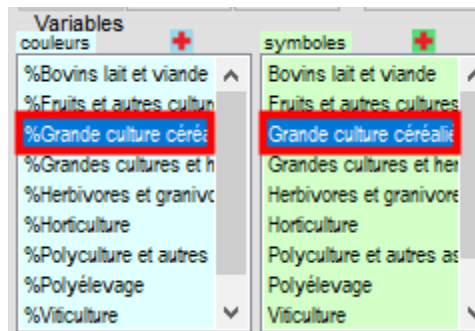 Variables
couleurs
symboles
%Bovins lait et viande
%Fruits et autres cultur
%Grande culture céréa
%Grandes cultures et h
%Herbivores et granivo
%Horticulture
%Polyculture et autres
%Polyélevage
%Viticulture
Bovins lait et viande
Fruits et autres cultures
Grande culture céréaliè
Grandes cultures et her
Herbivores et granivore
Horticulture
Polyculture et autres as
Polyélevage
Viticulture